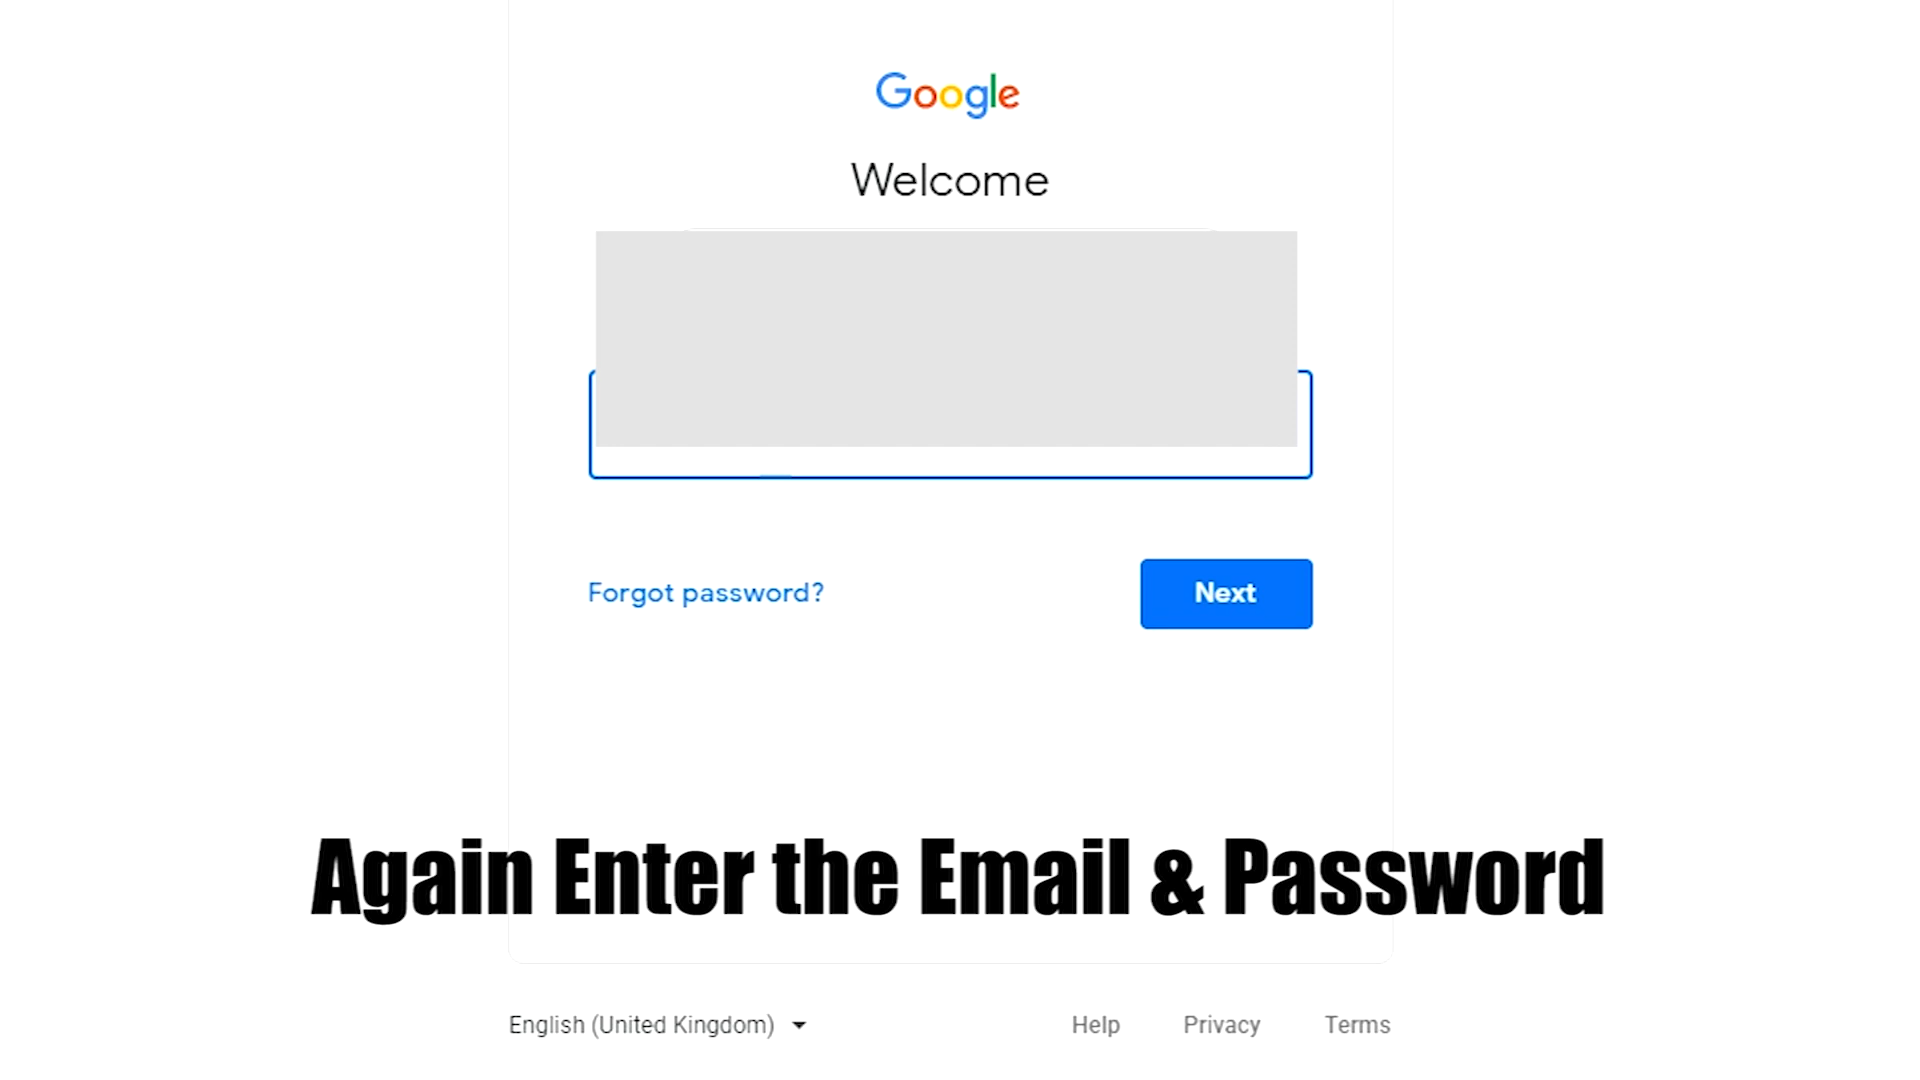 Google
Welcome
Forgot password?
Next
Again Enter the Email & Password
English (United Kingdom)
Help
Privacy
Terms